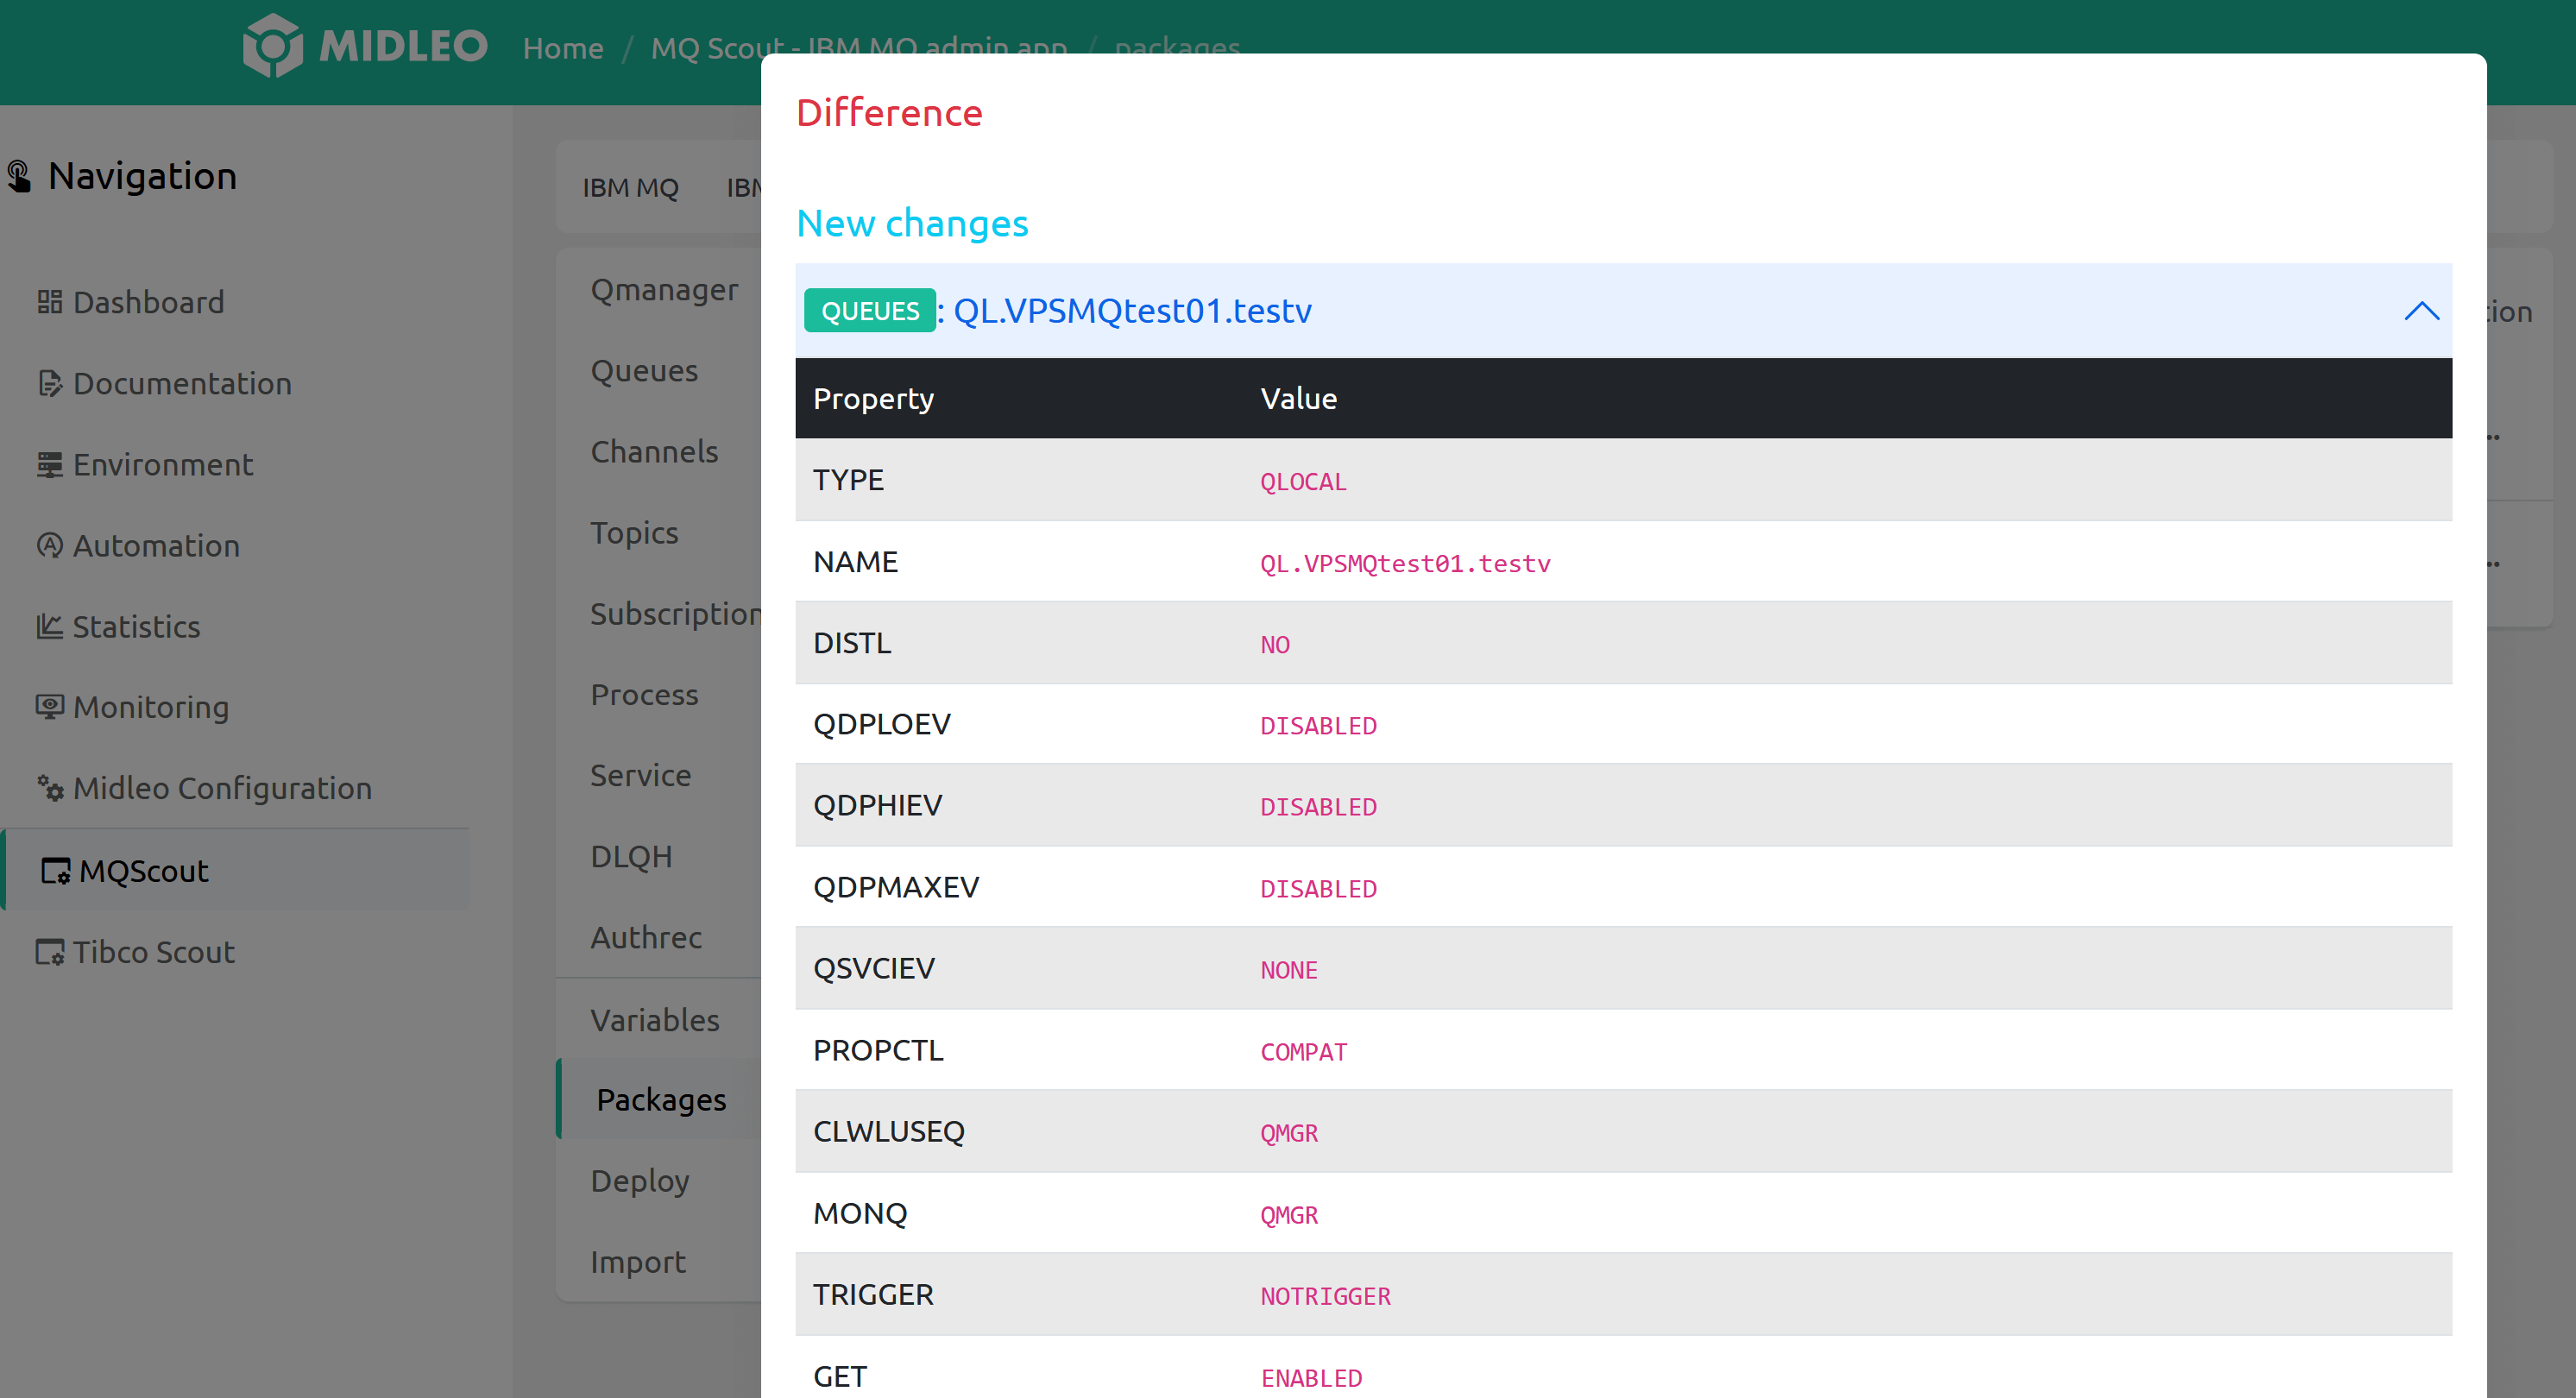 MIDLEO
Home / MQ Scout - IBM MQ admin app / packages
Navigation
Dashboard
Documentation
Environment
Automation
Statistics
Monitoring
Midleo Configuration
MQScout
Tibco Scout
IBM MQ
Qmanager
Queues
Channels
Topics
Subscription
Process
Service
DLQH
Authrec
Variables
Packages
Deploy
Import
Difference
New changes
QUEUES : QL.VPSMQtest01.testv
Property Value
TYPE QLOCAL
NAME QL.VPSMQtest01.testv
DISTL NO
QDPLOEV DISABLED
QDPHIEV DISABLED
QDPMAXEV DISABLED
QSVCIEV NONE
PROPCTL COMPAT
CLWLUSEQ QMGR
MONQ QMGR
TRIGGER NOTRIGGER
GET ENABLED